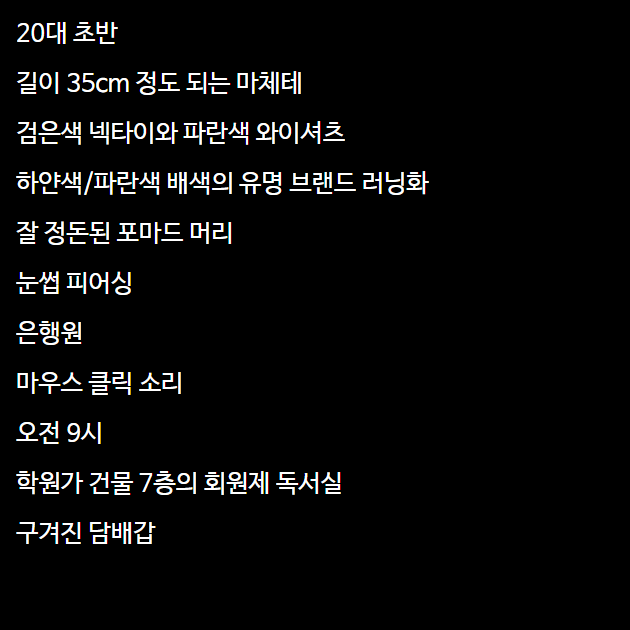 20대 초반
길이 35cm 정도 되는 마체테
검은색 넥타이와 파란색 와이셔츠
하얀색/파란색 배색의 유명 브랜드 러닝화
잘 정돈된 포마드 머리
눈썹 피어싱
은행원
마우스 클릭 소리
오전 9시
학원가 건물 7층의 회원제 독서실
구겨진 담배갑